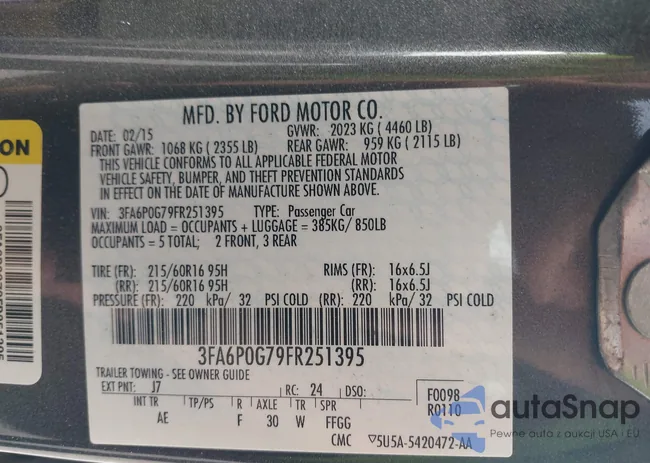 MFD. BY FORD MOTOR CO.
DATE: 02/15 GVWR: 2023 KG ( 4460 LB)
FRONT GAWR: 1068 KG ( 2355 LB) REAR GAWR: 959 KG ( 2115 LB)
THIS VEHICLE CONFORMS TO ALL APPLICABLE FEDERAL MOTOR
VEHICLE SAFETY, BUMPER, AND THEFT PREVENTION STANDARDS
IN EFFECT ON THE DATE OF MANUFACTURE SHOWN ABOVE.
VIN: 3FA6P0G79FR251395 TYPE: Passenger Car
MAXIMUM LOAD = OCCUPANTS + LUGGAGE = 385KG/ 850LB
OCCUPANTS = 5 TOTAL; 2 FRONT, 3 REAR
TIRE (FR): 215/60R16 95H RIMS (FR): 16x6.5J
(RR): 215/60R16 95H (RR): 16x6.5J
PRESSURE (FR): 220 kPa/ 32 PSI COLD (RR): 220 kPa/ 32 PSI COLD
3FA6P0G79FR251395
TRAILER TOWING - SEE OWNER GUIDE
EXT PNT: J7 RC: 24 DSO: F0098
INT TR TP/PS R AXLE TR SPR R0110
AE F 30 W FFGG
CMC ▽5U5A-5420472-AA
ON
autoSnap
Pewne auta z aukcji USA i EU